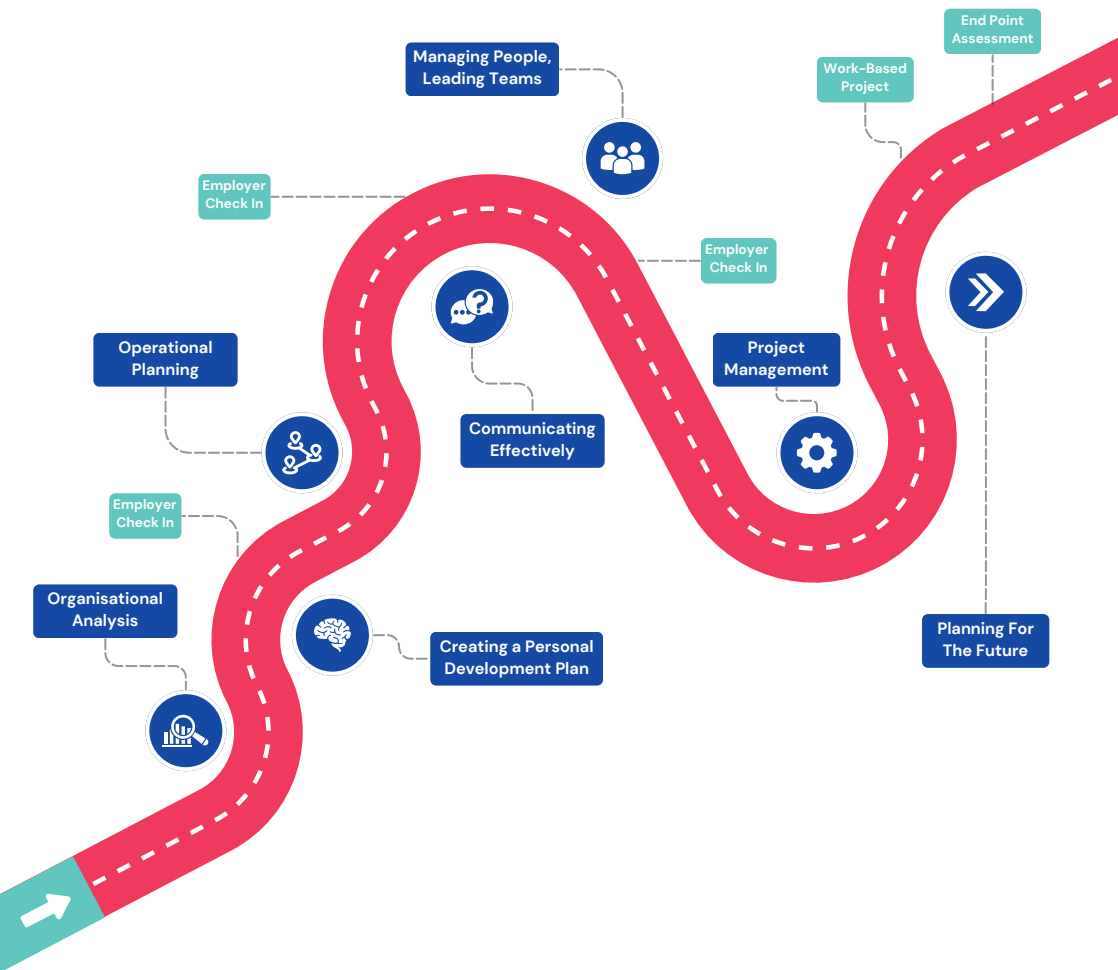 End Point
Assessment
Managing People,
Leading Teams
Work-Based
Project
Employer
Check In
Employer
Check In
Operational
Planning
Project
Management
Communicating
Effectively
Employer
Check In
Organisational
Analysis
Creating a Personal
Development Plan
Planning For
The Future
?